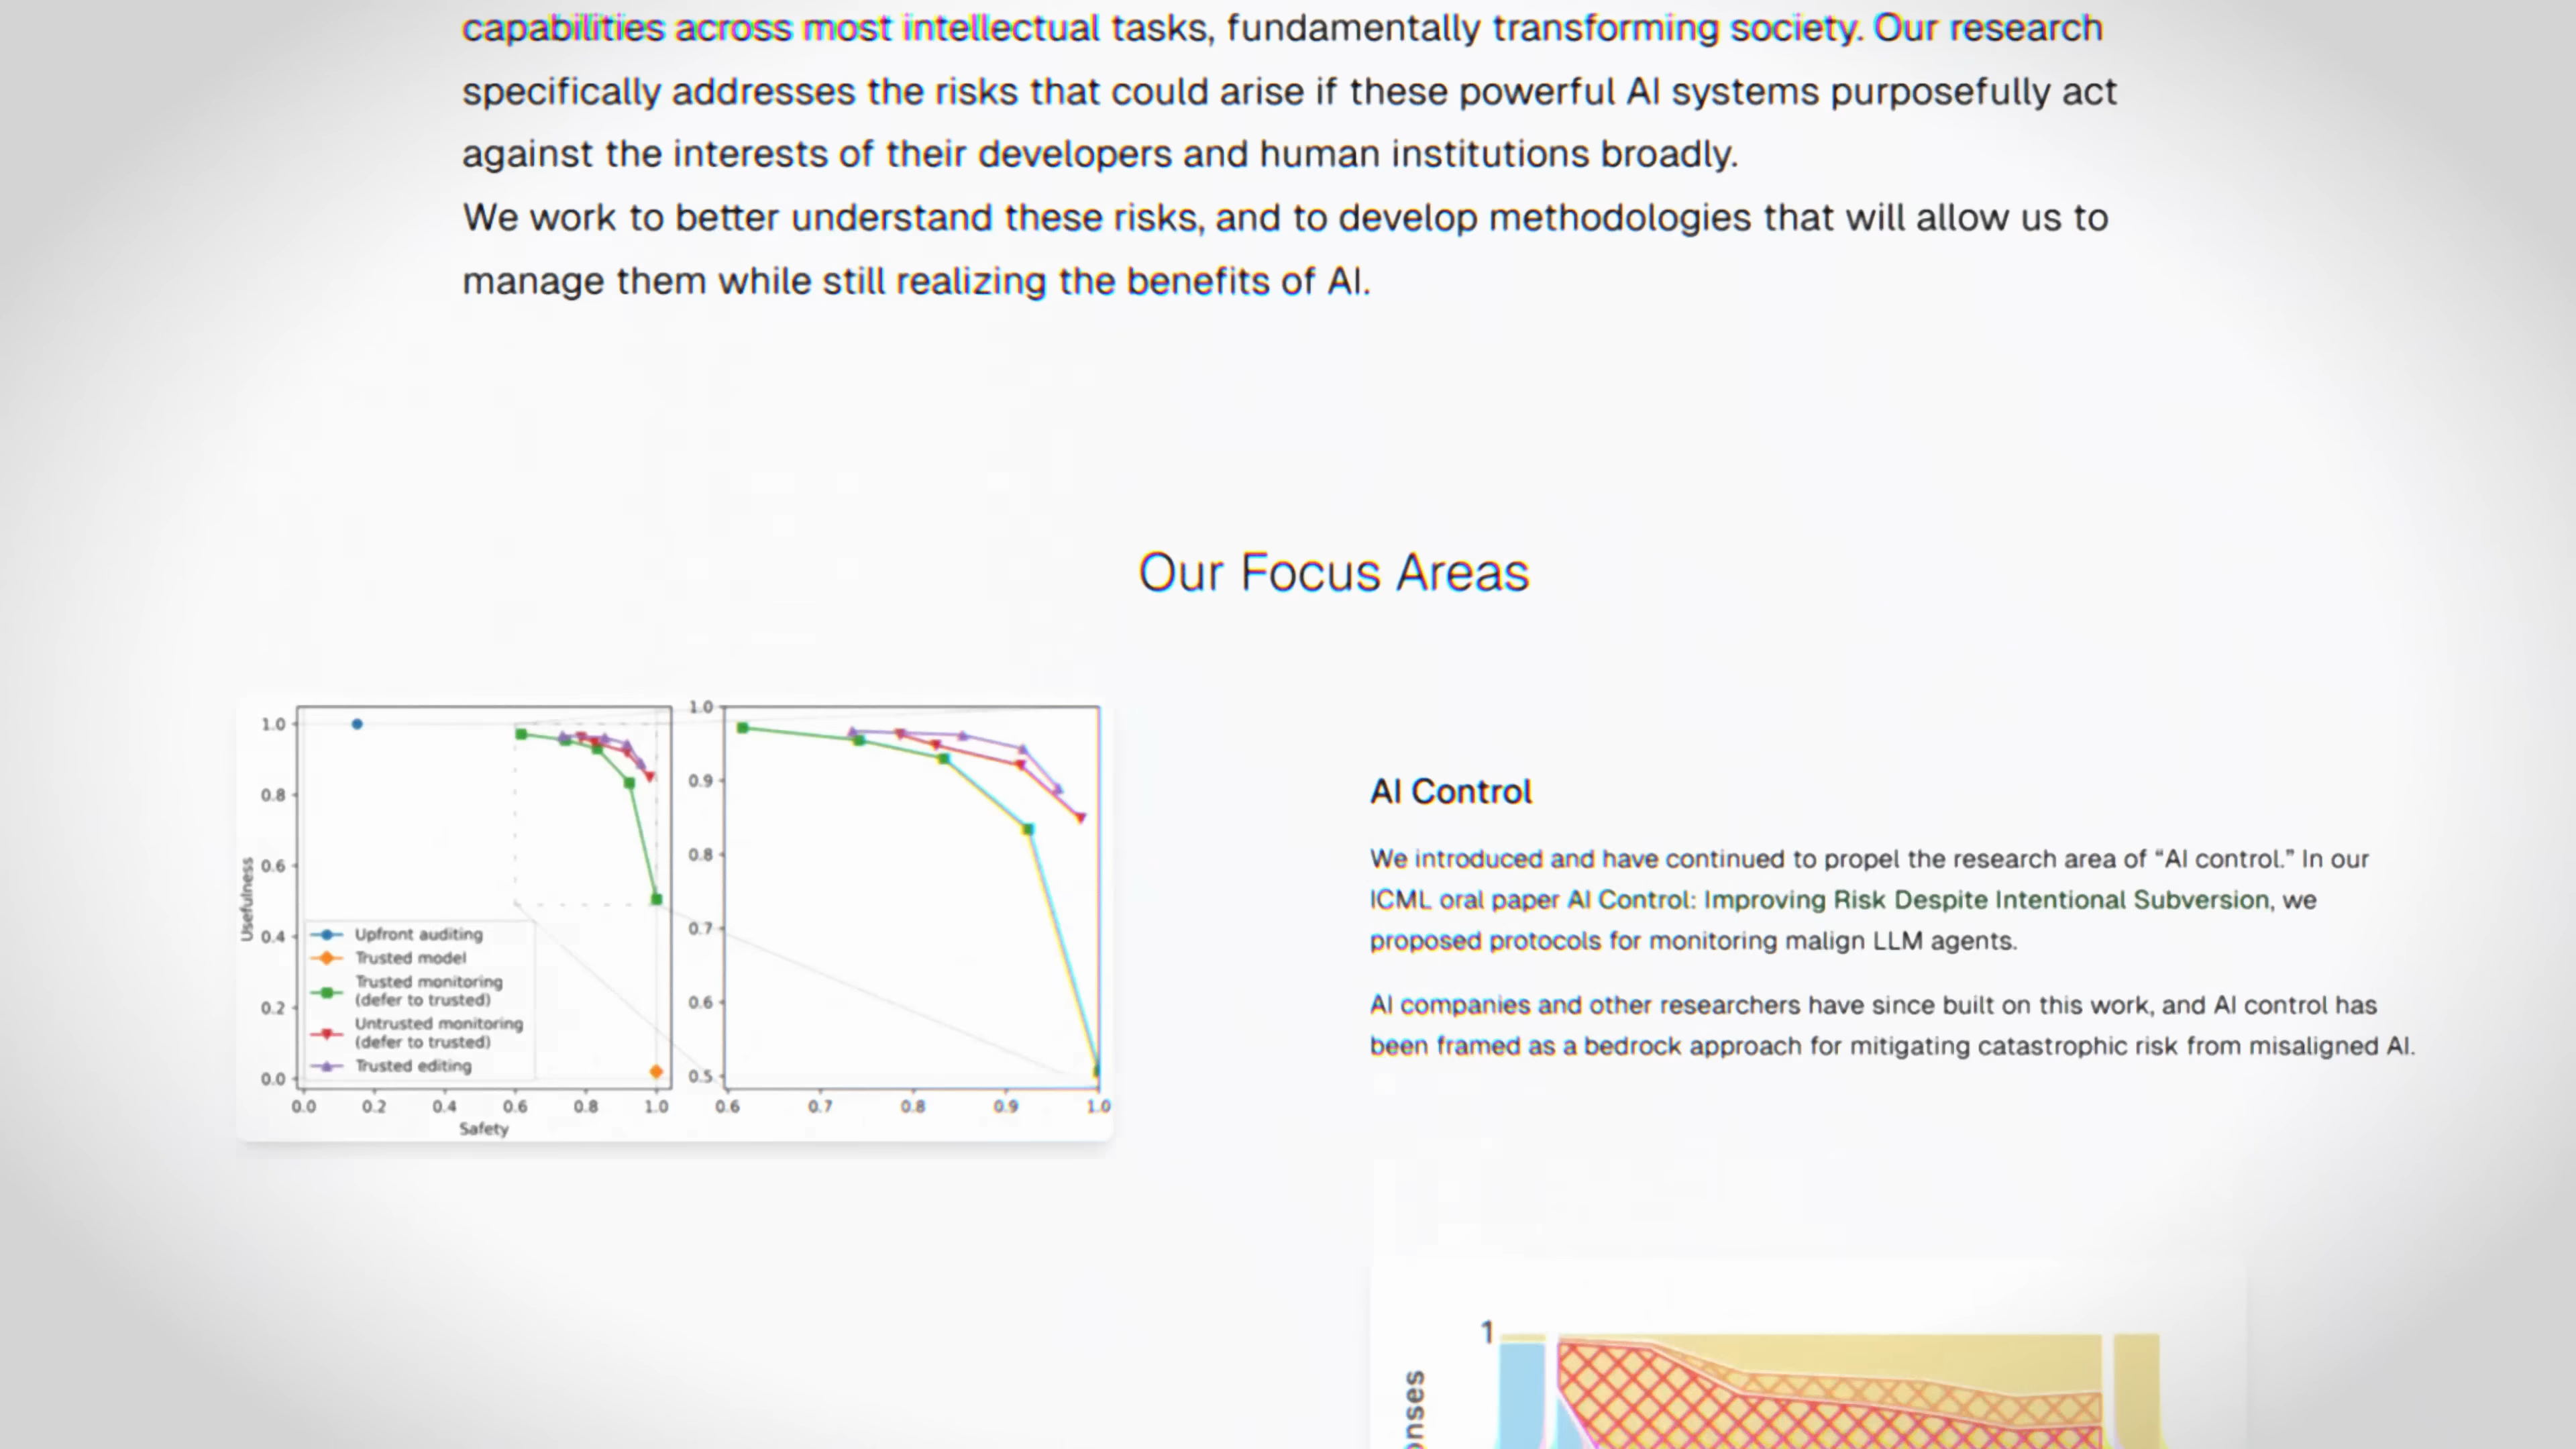 capabilities across most intellectual tasks, fundamentally transforming society. Our research
specifically addresses the risks that could arise if these powerful AI systems purposefully act
against the interests of their developers and human institutions broadly.
We work to better understand these risks, and to develop methodologies that will allow us to
manage them while still realizing the benefits of AI.
Our Focus Areas
1.0
0.8
0.6
0.4
0.2
0.0
Usefulness
Upfront auditing
Trusted model
Trusted monitoring
(defer to trusted)
Untrusted monitoring
(defer to trusted)
Trusted editing
0.0 0.2 0.4 0.6 0.8 1.0
Safety
1.0
0.9
0.8
0.7
0.6
0.5
0.6 0.7 0.8 0.9 1.0
AI Control
We introduced and have continued to propel the research area of “AI control.” In our
ICML oral paper AI Control: Improving Risk Despite Intentional Subversion, we
proposed protocols for monitoring malign LLM agents.
AI companies and other researchers have since built on this work, and AI control has
been framed as a bedrock approach for mitigating catastrophic risk from misaligned AI.
1